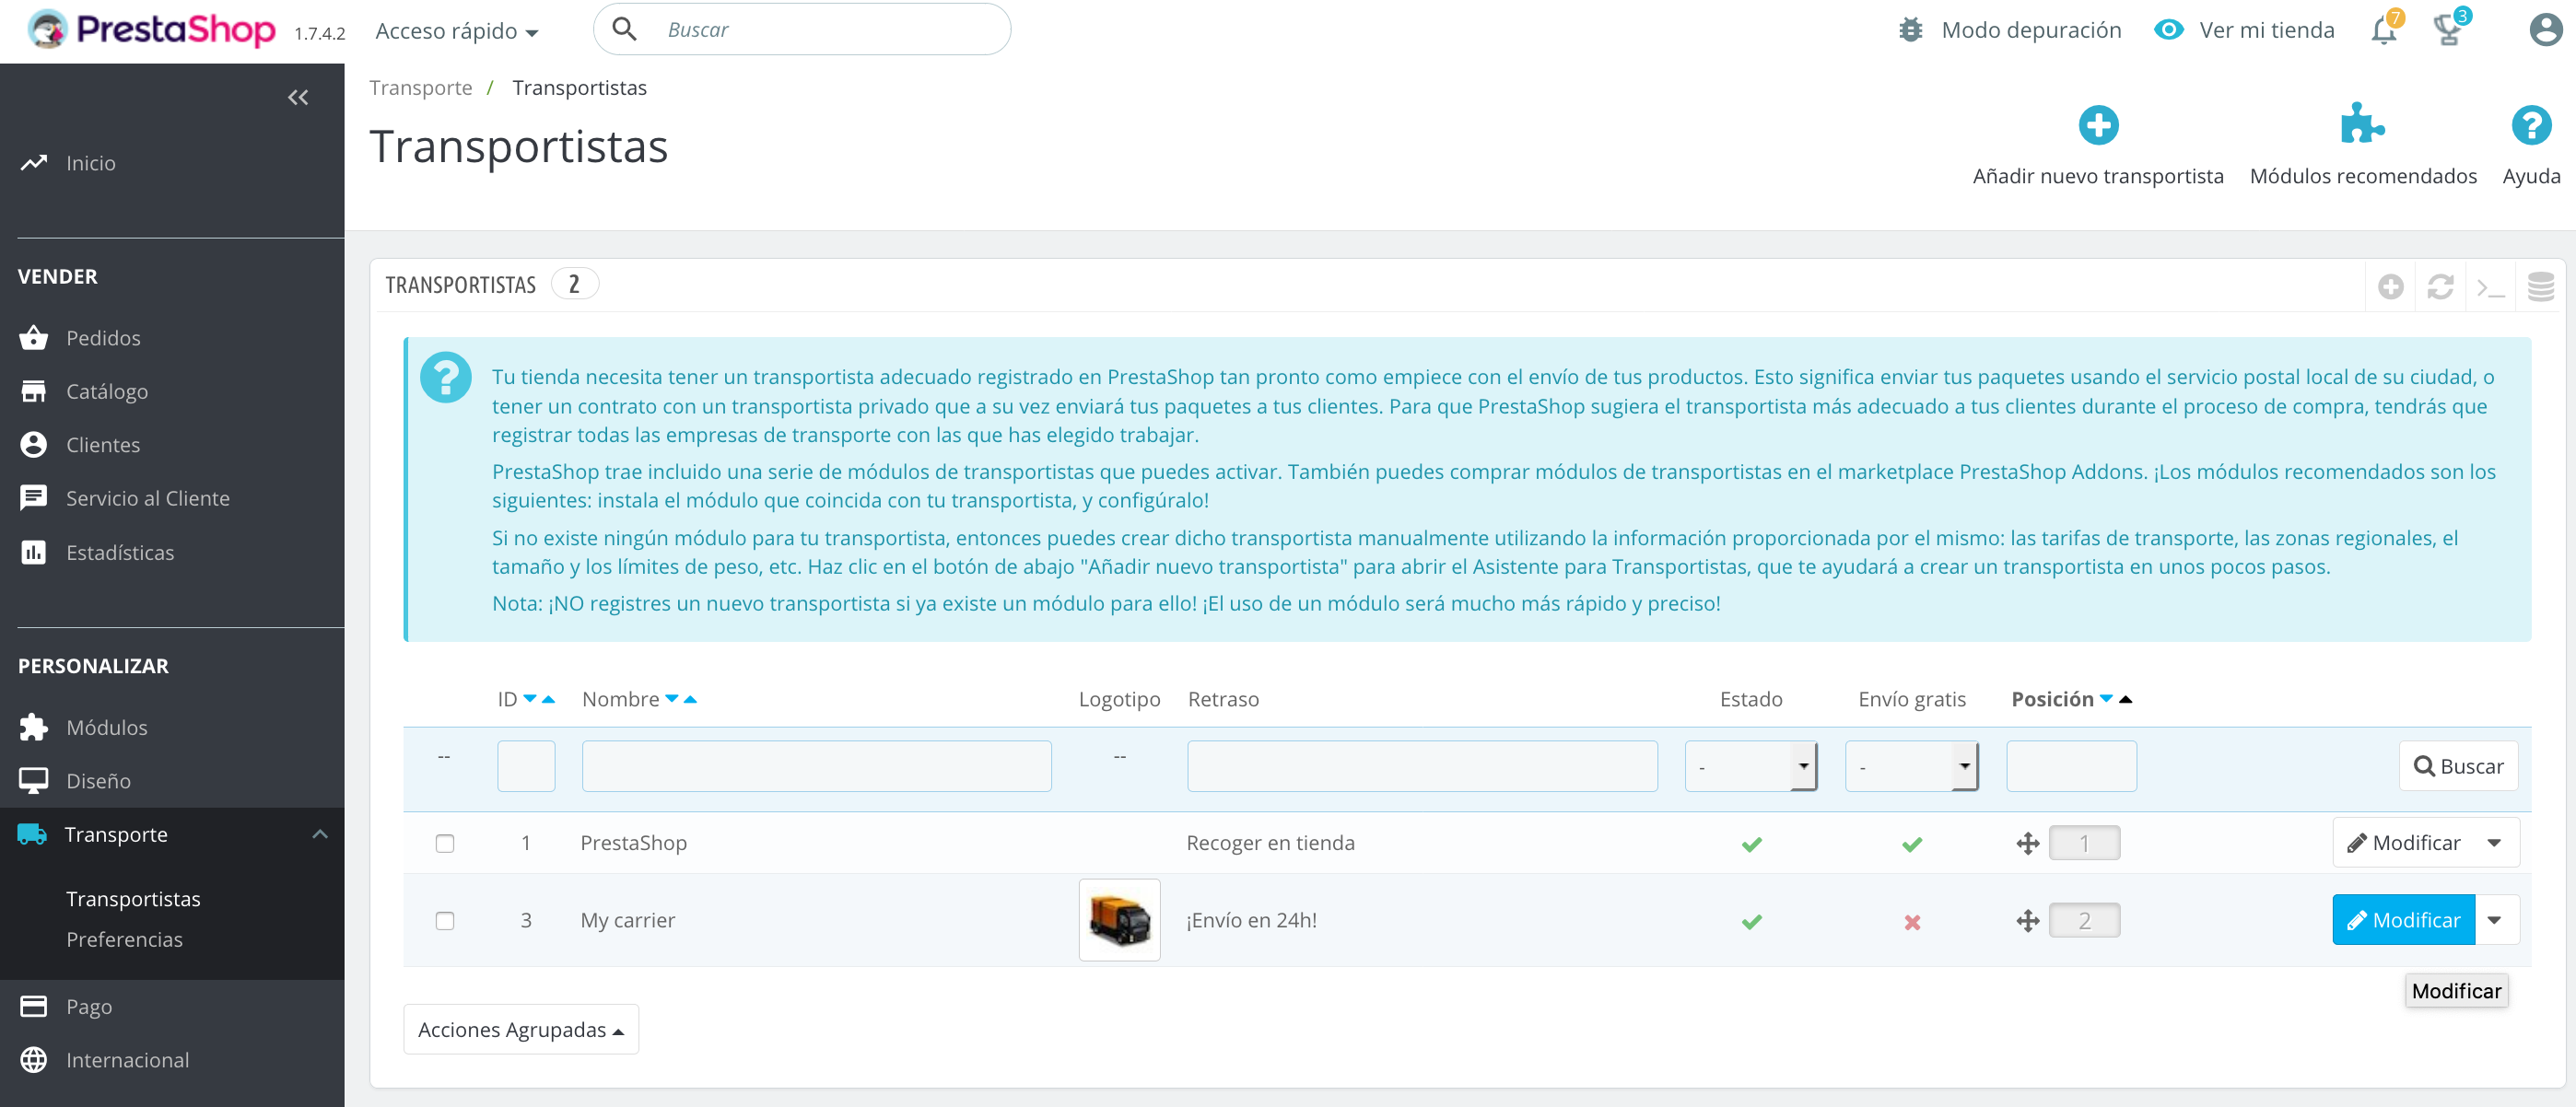 PrestaShop 1.7.4.2 Acceso rápido Buscar Modo depuración Ver mi tienda 7 3
Transporte / Transportistas
Transportistas
Añadir nuevo transportista Módulos recomendados Ayuda
Inicio
VENDER
Pedidos
Catálogo
Clientes
Servicio al Cliente
Estadísticas
PERSONALIZAR
Módulos
Diseño
Transporte
Transportistas
Preferencias
Pago
Internacional
TRANSPORTISTAS 2
Tu tienda necesita tener un transportista adecuado registrado en PrestaShop tan pronto como empiece con el envío de tus productos. Esto significa enviar tus paquetes usando el servicio postal local de su ciudad, o
tener un contrato con un transportista privado que a su vez enviará tus paquetes a tus clientes. Para que PrestaShop sugiera el transportista más adecuado a tus clientes durante el proceso de compra, tendrás que
registrar todas las empresas de transporte con las que has elegido trabajar.
PrestaShop trae incluido una serie de módulos de transportistas que puedes activar. También puedes comprar módulos de transportistas en el marketplace PrestaShop Addons. ¡Los módulos recomendados son los
siguientes: instala el módulo que coincida con tu transportista, y configúralo!
Si no existe ningún módulo para tu transportista, entonces puedes crear dicho transportista manualmente utilizando la información proporcionada por el mismo: las tarifas de transporte, las zonas regionales, el
tamaño y los límites de peso, etc. Haz clic en el botón de abajo "Añadir nuevo transportista" para abrir el Asistente para Transportistas, que te ayudará a crear un transportista en unos pocos pasos.
Nota: ¡NO registres un nuevo transportista si ya existe un módulo para ello! ¡El uso de un módulo será mucho más rápido y preciso!
ID Nombre Logotipo Retraso Estado Envío gratis Posición
-- -- - - Buscar
1 PrestaShop Recoger en tienda 1 Modificar
3 My carrier ¡Envío en 24h! 2 Modificar
Modificar
Acciones Agrupadas